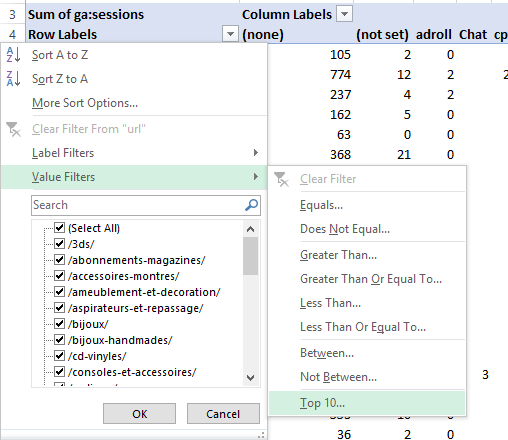 3 Sum of ga:sessions Column Labels
4 Row Labels (none) (not set) adroll Chat cp
Sort A to Z 105 2 0
Sort Z to A 774 12 2 2
More Sort Options... 237 4 2
Clear Filter From "url" 162 5 0
63 0 0
Label Filters 368 21 0
Value Filters
Clear Filter
Search
Equals...
(Select All)
Does Not Equal...
/3ds/
Greater Than...
/abonnements-magazines/
/accessoires-montres/
Greater Than Or Equal To...
/ameublement-et-decoration/
Less Than...
/aspirateurs-et-repassage/
/bijoux/
Less Than Or Equal To...
/bijoux-handmades/
Between...
/cd-vinyles/
/consoles-et-accessoires/
Not Between... 3
Top 10...
OK Cancel
36 2 0